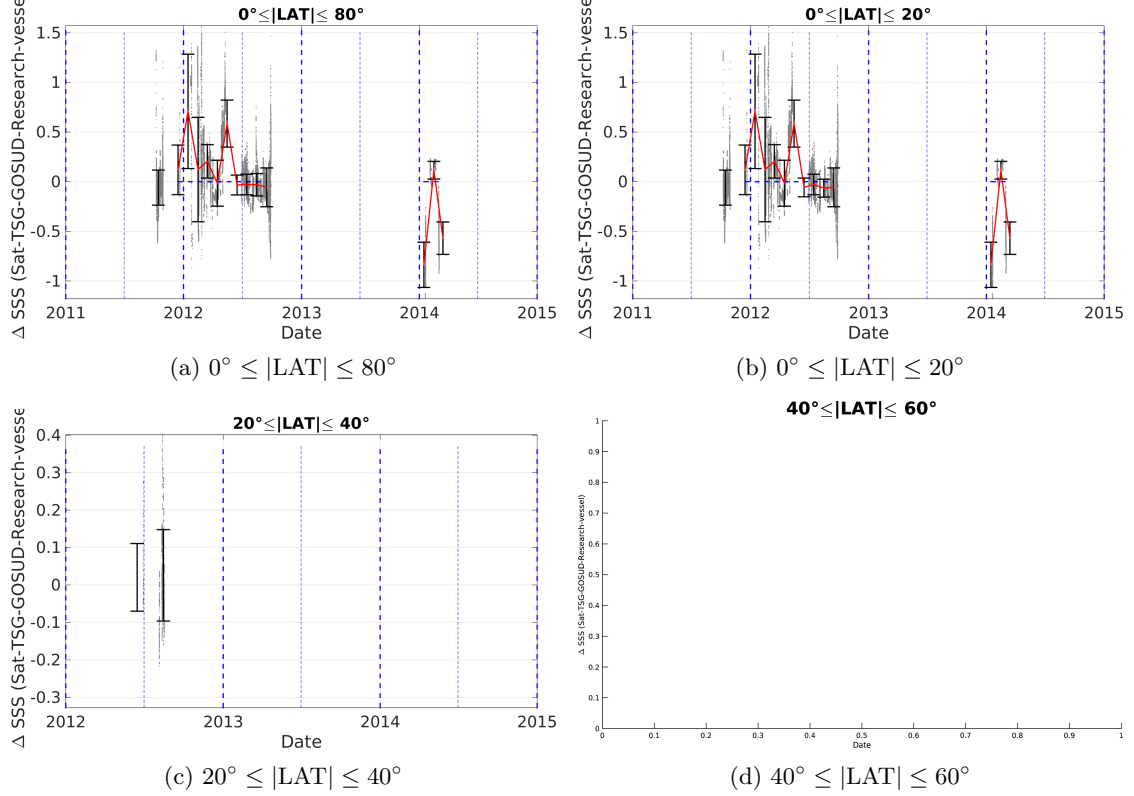 0°≤|LAT|≤ 80°
Δ SSS (Sat-TSG-GOSUD-Research-vessel)
1.5
1
0.5
0
-0.5
-1
2011 2012 2013 2014 2015
Date
(a) 0° ≤ |LAT| ≤ 80°
0°≤|LAT|≤ 20°
Δ SSS (Sat-TSG-GOSUD-Research-vessel)
1.5
1
0.5
0
-0.5
-1
2011 2012 2013 2014 2015
Date
(b) 0° ≤ |LAT| ≤ 20°
20°≤|LAT|≤ 40°
Δ SSS (Sat-TSG-GOSUD-Research-vesse
0.4
0.3
0.2
0.1
0
-0.1
-0.2
-0.3
2012 2013 2014 2015
Date
(c) 20° ≤ |LAT| ≤ 40°
40°≤|LAT|≤ 60°
Δ SSS (Sat-TSG-GOSUD-Research-vessel)
1
0.9
0.8
0.7
0.6
0.5
0.4
0.3
0.2
0.1
0
0 0.1 0.2 0.3 0.4 0.5 0.6 0.7 0.8 0.9 1
Date
(d) 40° ≤ |LAT| ≤ 60°